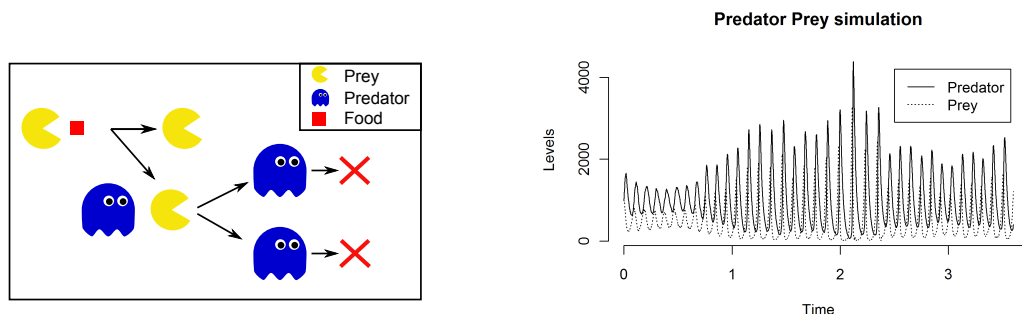 Prey
Predator
Food
Predator Prey simulation
Levels
0
2000
4000
Predator
Prey
0
1
2
3
Time